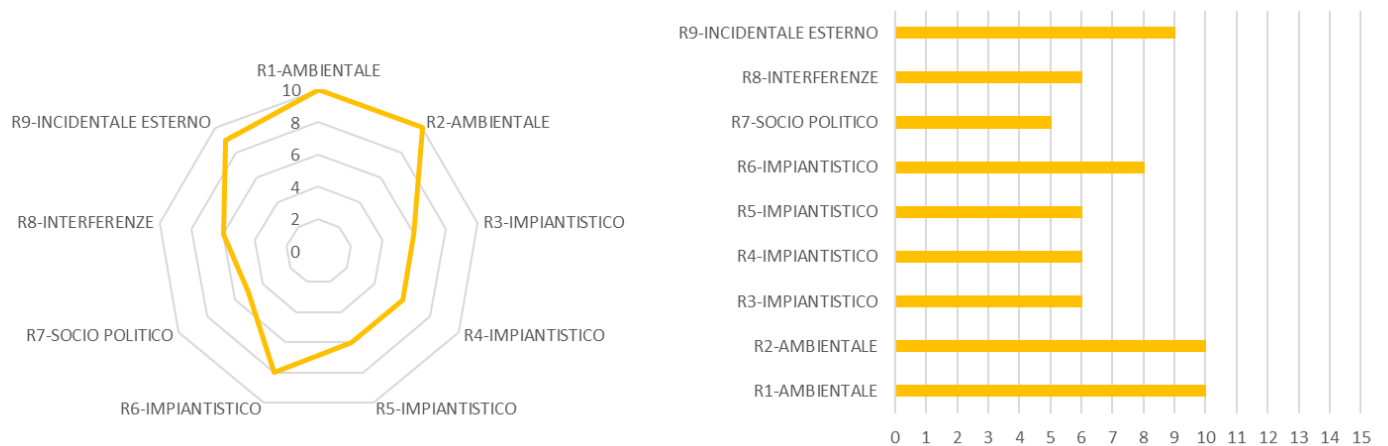 R1-AMBIENTALE
10
R9-INCIDENTALE ESTERNO
R2-AMBIENTALE
8
6
4
R8-INTERFERENZE
R3-IMPIANTISTICO
2
0
R7-SOCIO POLITICO
R4-IMPIANTISTICO
R6-IMPIANTISTICO
R5-IMPIANTISTICO
R9-INCIDENTALE ESTERNO
R8-INTERFERENZE
R7-SOCIO POLITICO
R6-IMPIANTISTICO
R5-IMPIANTISTICO
R4-IMPIANTISTICO
R3-IMPIANTISTICO
R2-AMBIENTALE
R1-AMBIENTALE
0 1 2 3 4 5 6 7 8 9 10 11 12 13 14 15